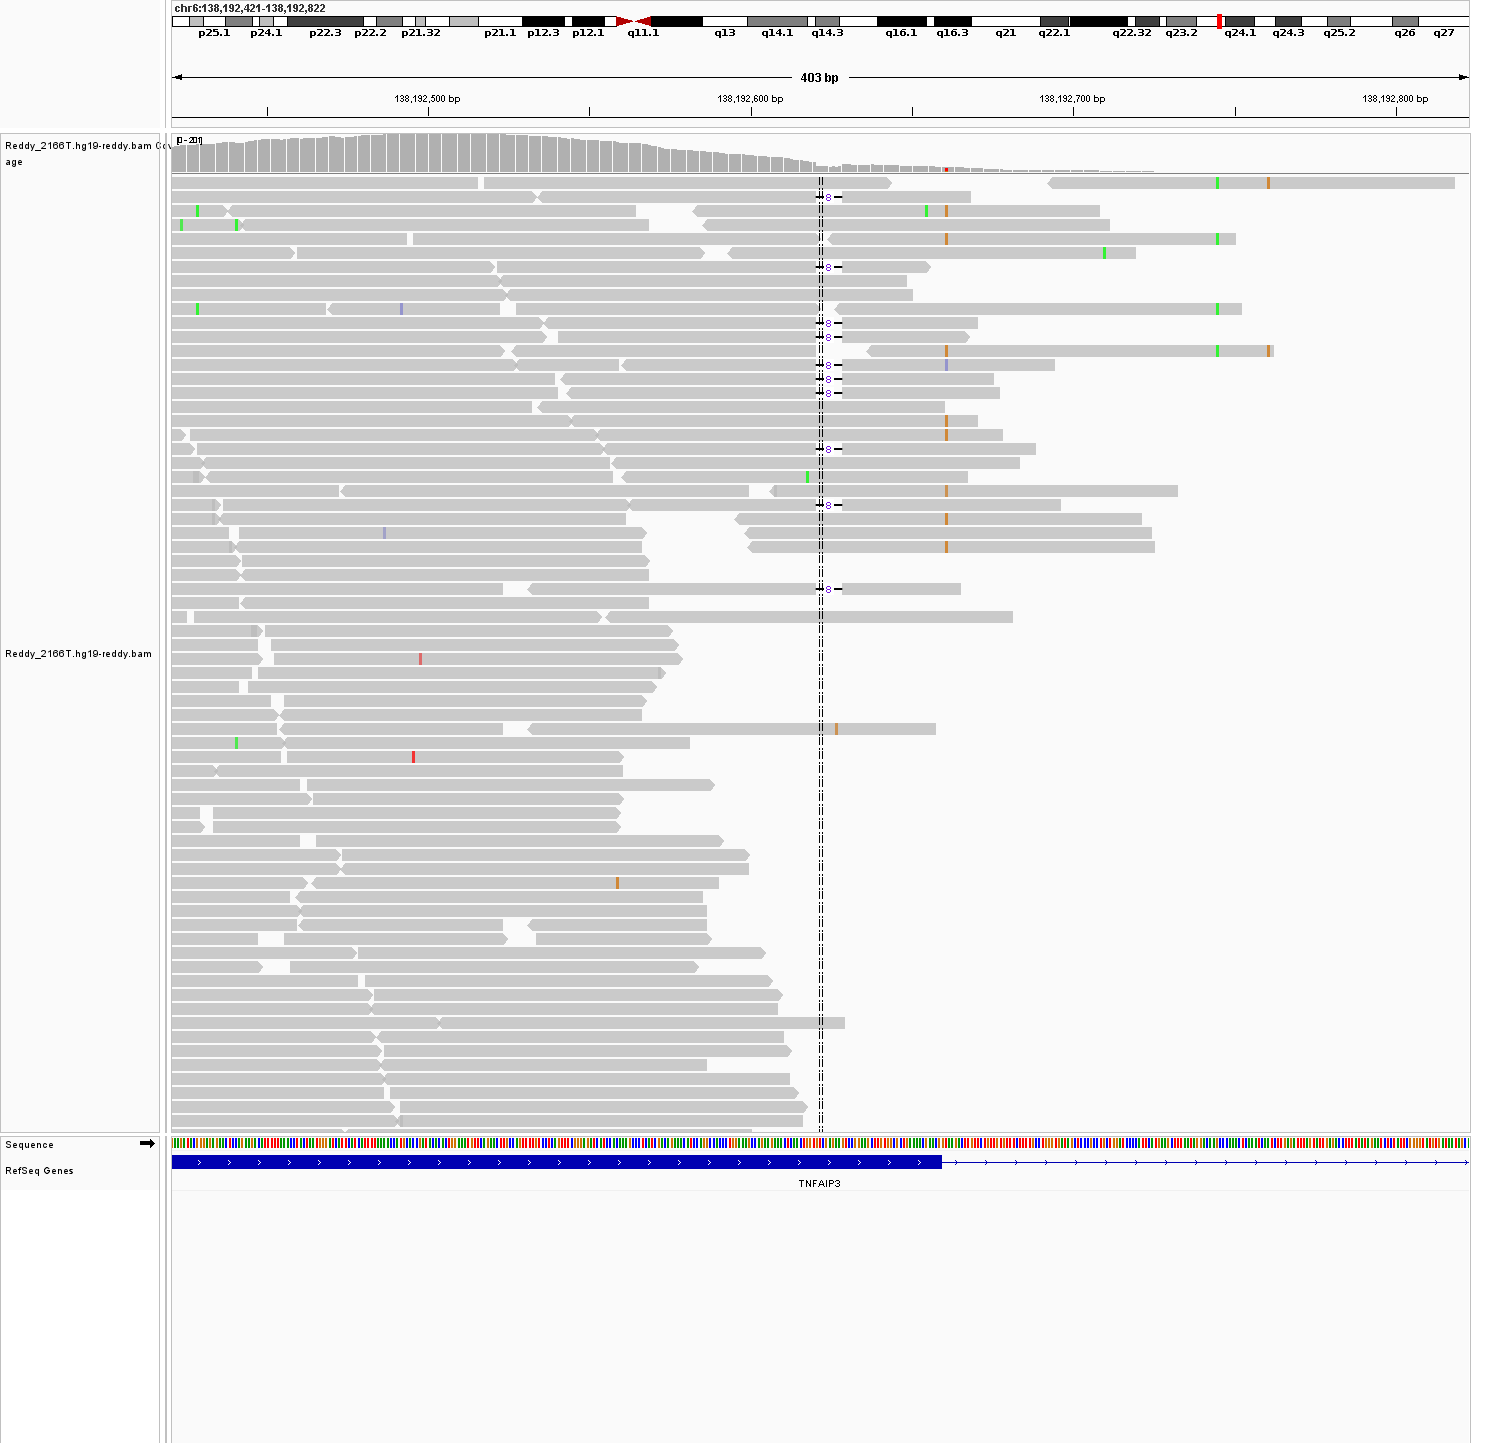 chr6:138,192,421-138,192,822
p25.1 p24.1 p22.3 p22.2 p21.32 p21.1 p12.3 p12.1 q11.1 q13 q14.1 q14.3 q16.1 q16.3 q21 q22.1 q22.32 q23.2 q24.1 q24.3 q25.2 q26 q27
403 bp
138,192,500 bp 138,192,600 bp 138,192,700 bp 138,192,800 bp
[0 - 201]
Reddy_2166T.hg19-reddy.bam Cov
age
8
8
8
8
8
8
8
8
8
8
Reddy_2166T.hg19-reddy.bam
Sequence
RefSeq Genes
TNFAIP3